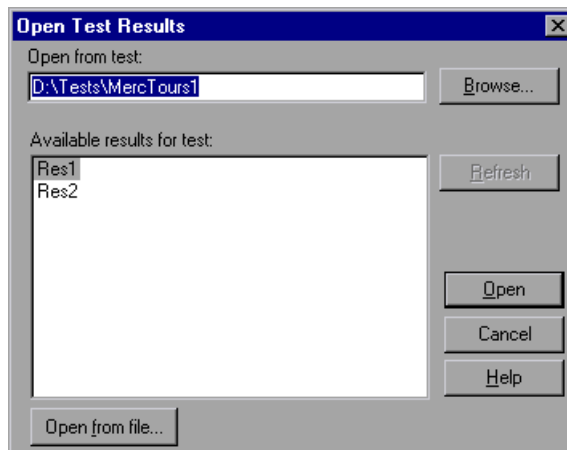 Open Test Results
Open from test:
D:\Tests\MercTours1
Browse...
Available results for test:
Res1
Res2
Refresh
Open
Cancel
Help
Open from file...